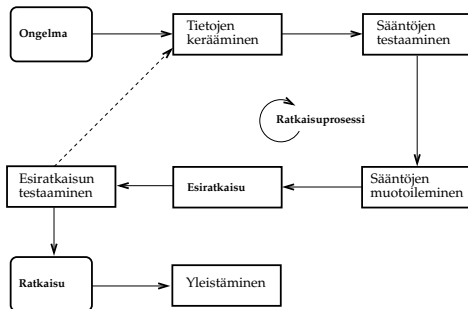 Ongelma
Tietojen
kerääminen
Sääntöjen
testaaminen
Ratkaisuprosessi
Esiratkaisun
testaaminen
Esiratkaisu
Sääntöjen
muotoileminen
Ratkaisu
Yleistäminen